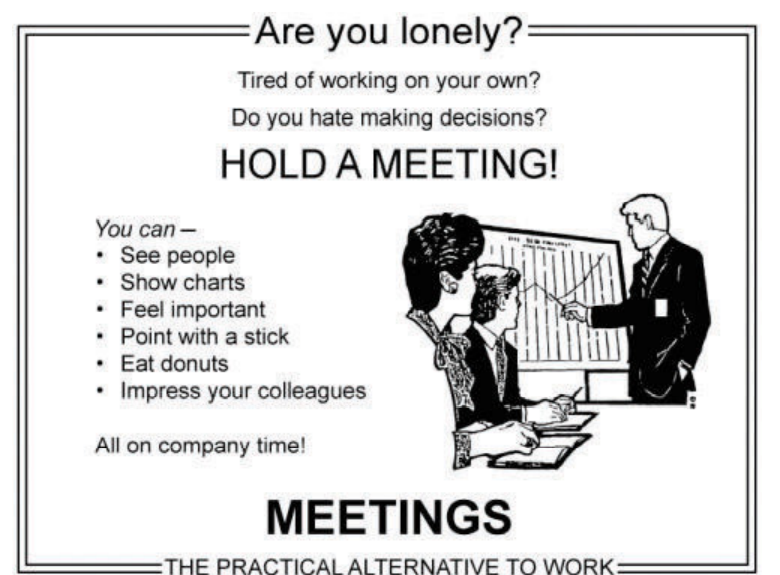 Are you lonely?
Tired of working on your own?
Do you hate making decisions?
HOLD A MEETING!
You can –
• See people
• Show charts
• Feel important
• Point with a stick
• Eat donuts
• Impress your colleagues
All on company time!
MEETINGS
THE PRACTICAL ALTERNATIVE TO WORK